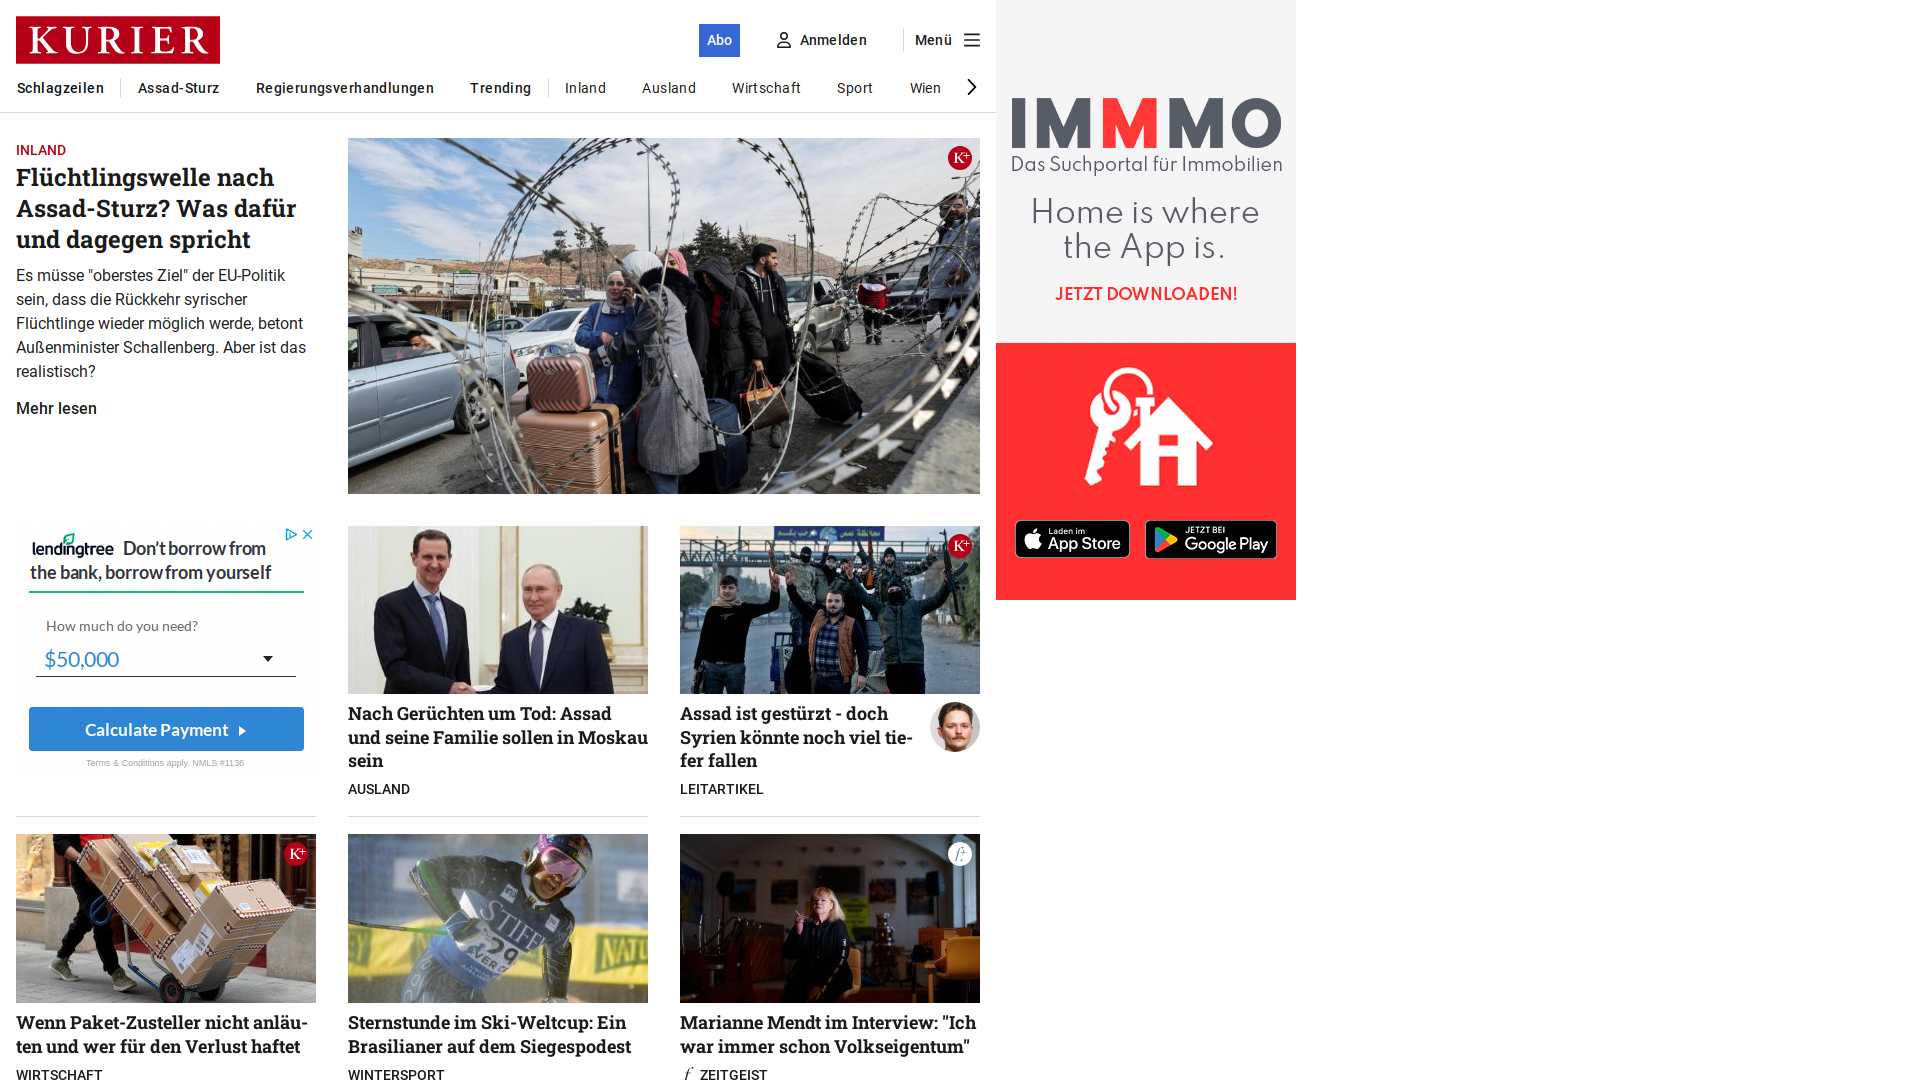 KURIER
Abo
Anmelden
Menü
Schlagzeilen
Assad-Sturz
Regierungsverhandlungen
Trending
Inland
Ausland
Wirtschaft
Sport
Wien
INLAND
Flüchtlingswelle nach
Assad-Sturz? Was dafür
und dagegen spricht
Es müsse "oberstes Ziel" der EU-Politik
sein, dass die Rückkehr syrischer
Flüchtlinge wieder möglich werde, betont
Außenminister Schallenberg. Aber ist das
realistisch?
Mehr lesen
K+
IMMMO
Das Suchportal für Immobilien
Home is where
the App is.
JETZT DOWNLOADEN!
Laden im
App Store
JETZT BEI
Google Play
lendingtree Don't borrow from
the bank, borrow from yourself
How much do you need?
$50,000
Calculate Payment
Terms & Conditions apply. NMLS #1136
Nach Gerüchten um Tod: Assad
und seine Familie sollen in Moskau
sein
AUSLAND
K+
Assad ist gestürzt - doch
Syrien könnte noch viel tie-
fer fallen
LEITARTIKEL
K+
Wenn Paket-Zusteller nicht anläu-
ten und wer für den Verlust haftet
WIRTSCHAFT
STIFEL
29
Sternstunde im Ski-Weltcup: Ein
Brasilianer auf dem Siegespodest
WINTERSPORT
f+
Marianne Mendt im Interview: "Ich
war immer schon Volkseigentum"
f ZEITGEIST